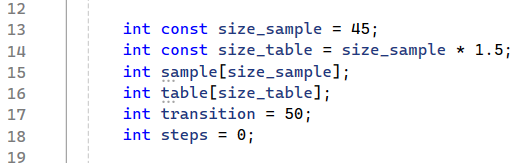 12
13 int const size_sample = 45;
14 int const size_table = size_sample * 1.5;
15 int sample[size_sample];
16 int table[size_table];
17 int transition = 50;
18 int steps = 0;
19